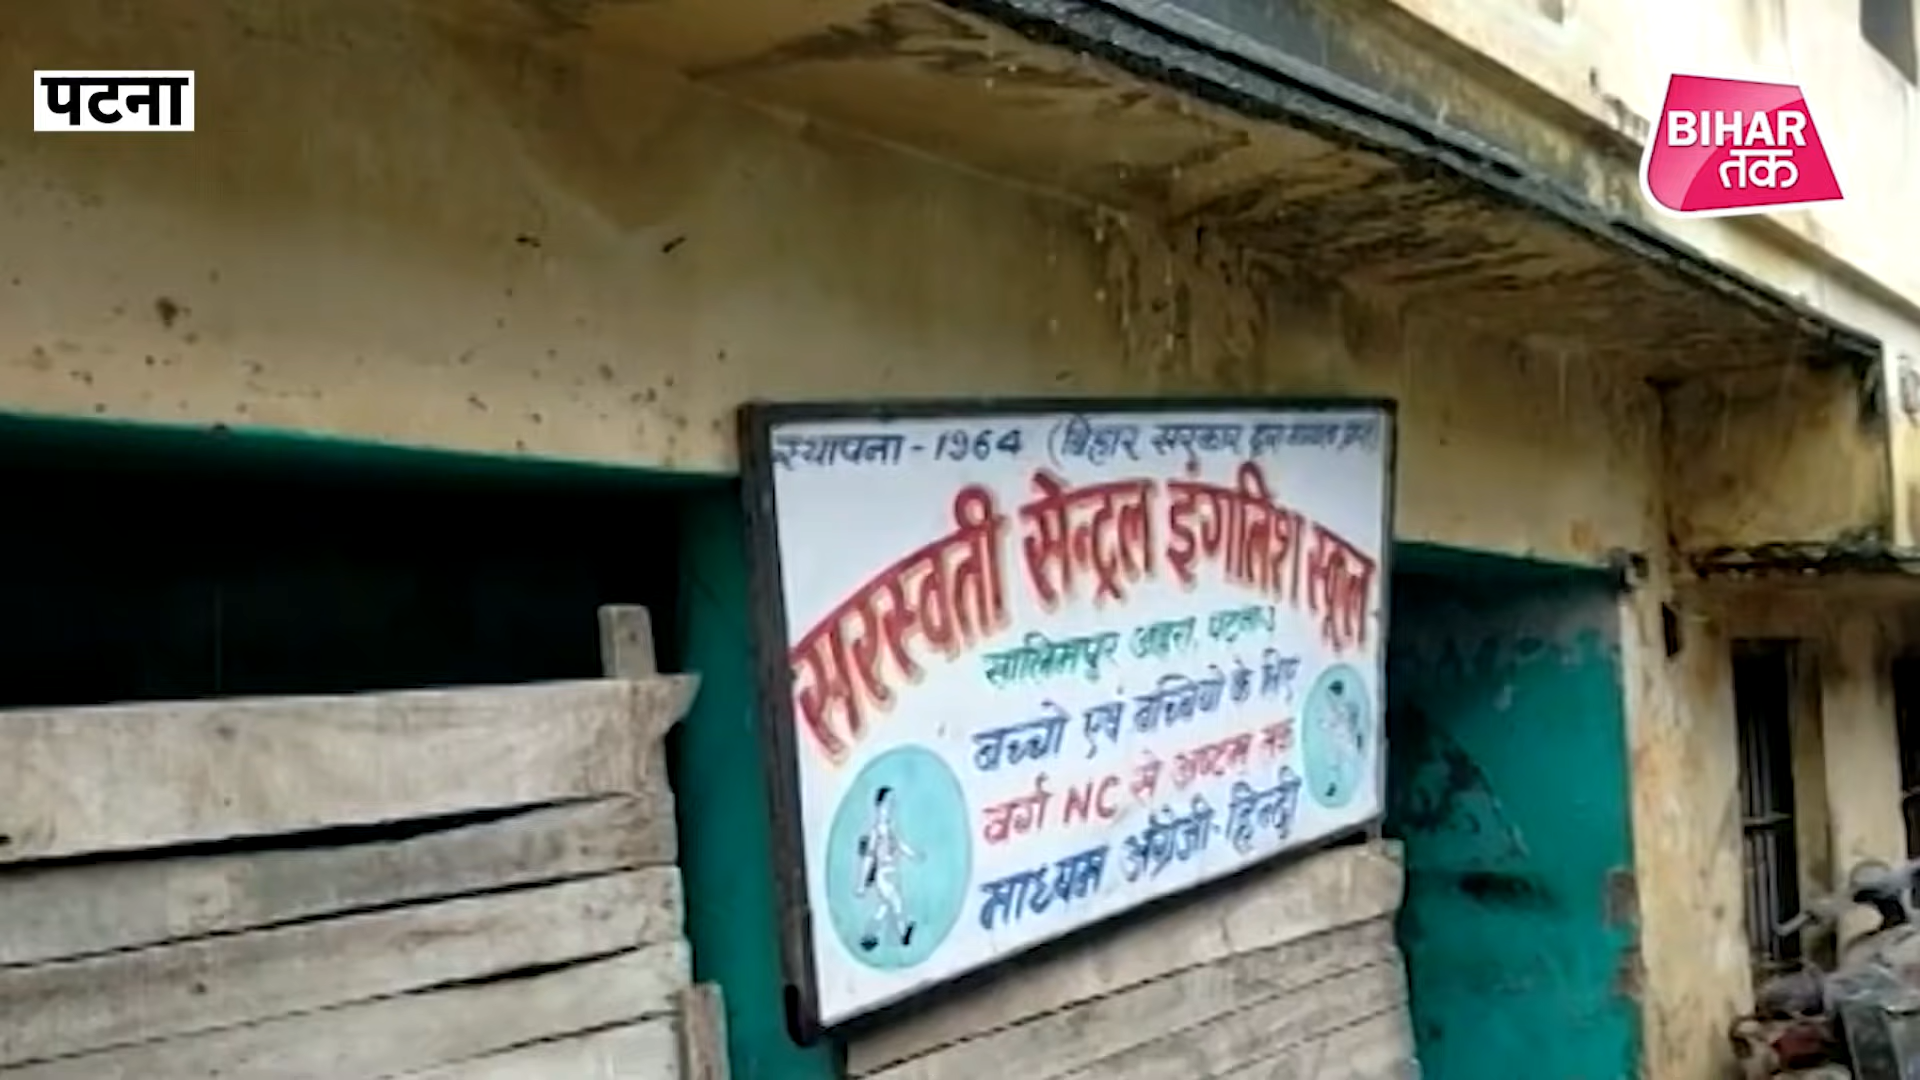 पटना
BIHAR
तक
स्थापना - 1964 (बिहार सरकार द्वारा मान्यता प्राप्त)
सरस्वती सेन्ट्रल इंगलिश स्कूल
सालिमपुर अहरा, पटना-1
बच्चो एवं बच्चियो के लिए
वर्ग NC से अष्टम तक
माध्यम अंग्रेजी-हिन्दी